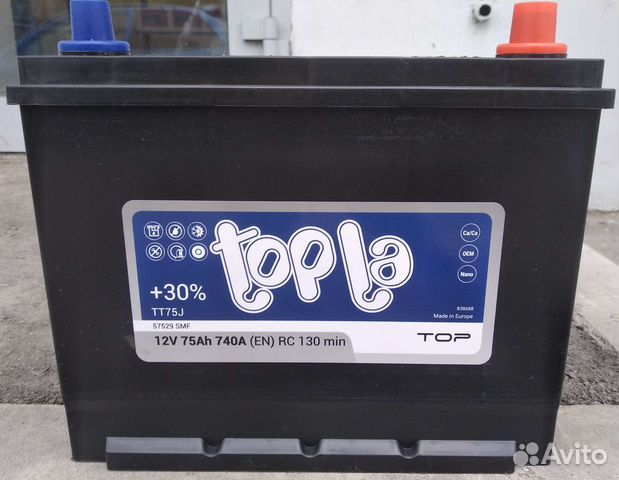 topla
Ca/Ca
OEM
Nano
+30%
TT75J
838688
Made in Europe
57529 SMF
12V 75Ah 740A (EN) RC 130 min
TOP
Avito